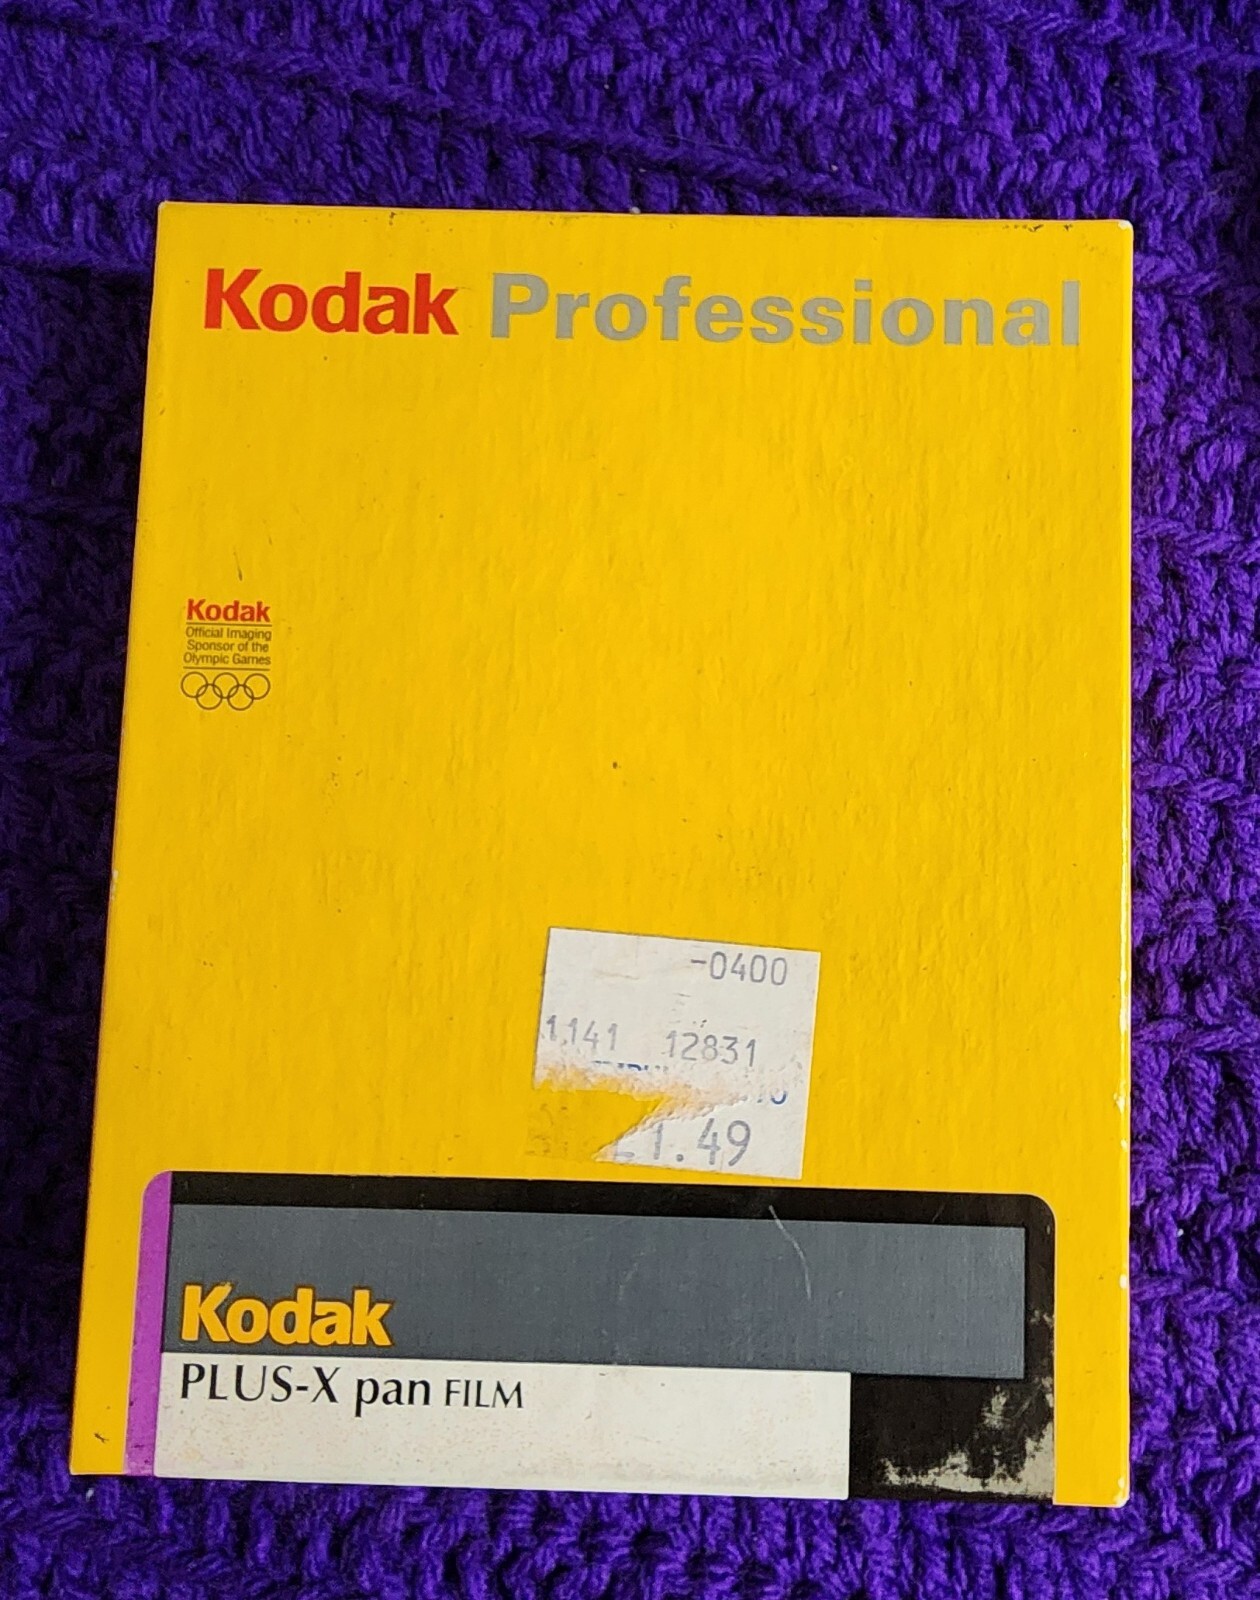 Kodak Professional
Kodak
Official Imaging
Sponsor of the
Olympic Games
-0400
1141 12831
1.49
Kodak
PLUS-X pan FILM